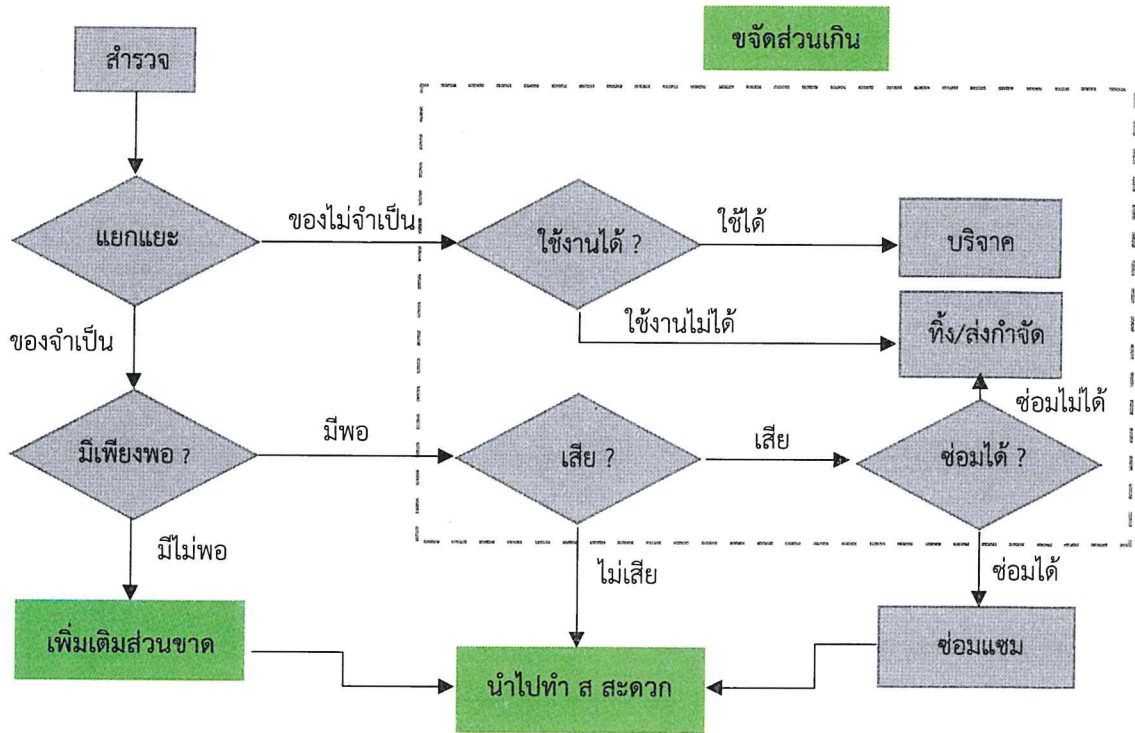 ขจัดส่วนเกิน
สำรวจ
แยกแยะ
ของไม่จำเป็น
ใช้งานได้ ?
ใช้ได้
บริจาค
ใช้งานไม่ได้
ทิ้ง/ส่งกำจัด
ของจำเป็น
ซ่อมไม่ได้
มีเพียงพอ ?
มีพอ
เสีย ?
เสีย
ซ่อมได้ ?
มีไม่พอ
ไม่เสีย
ซ่อมได้
เพิ่มเติมส่วนขาด
นำไปทำ ส สะดวก
ซ่อมแซม